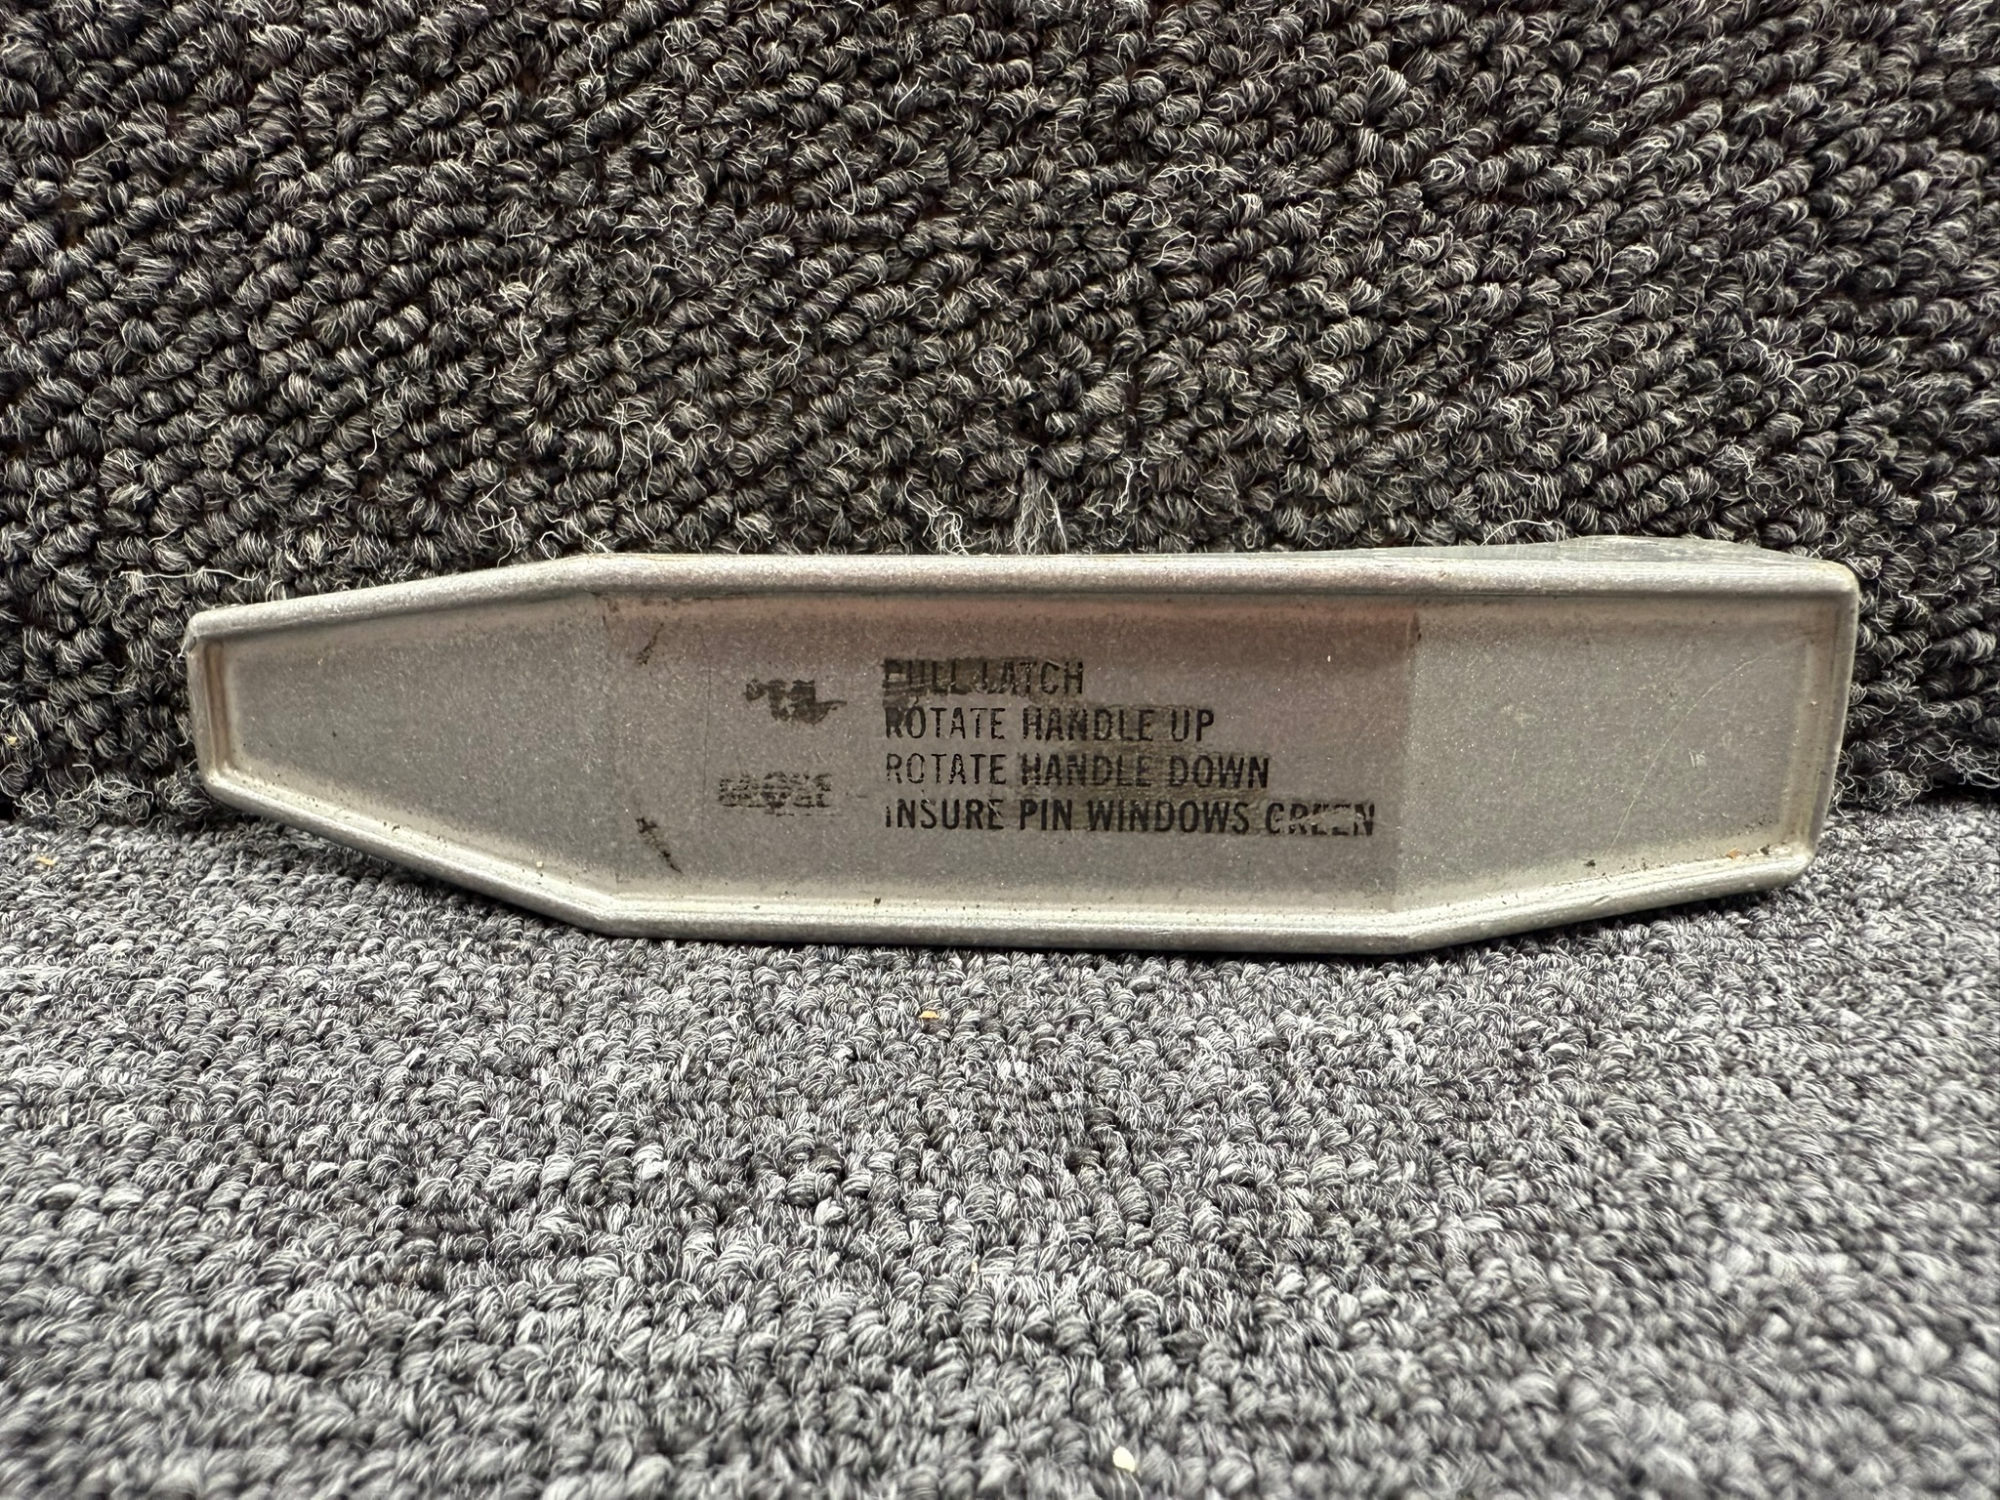 PULL LATCH
ROTATE HANDLE UP
ROTATE HANDLE DOWN
INSURE PIN WINDOWS GREEN